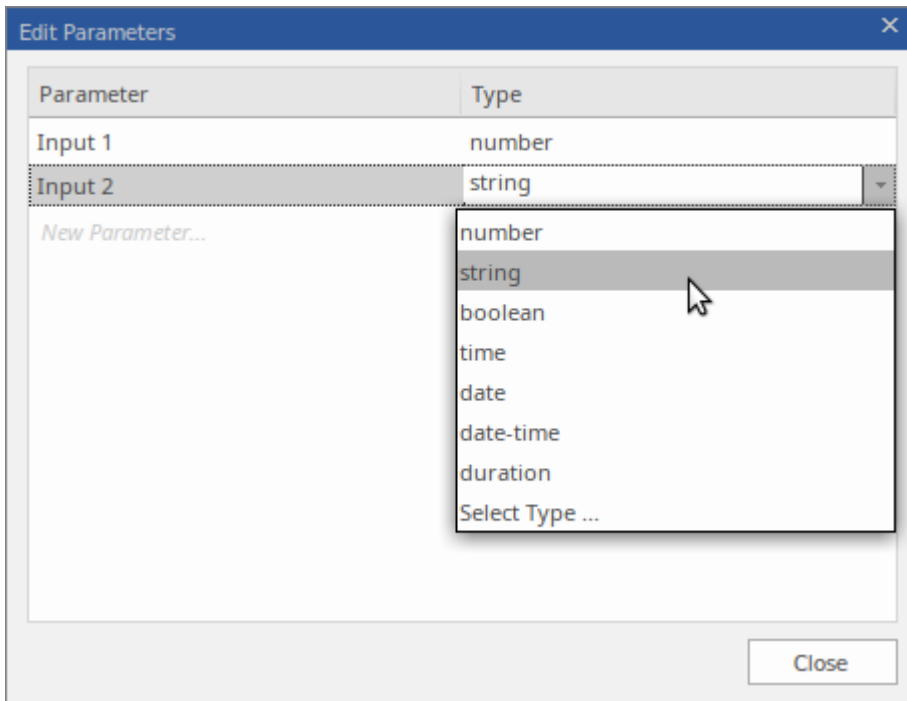 Edit Parameters
Parameter Type
Input 1 number
Input 2 string
New Parameter...
number
string
boolean
time
date
date-time
duration
Select Type ...
Close